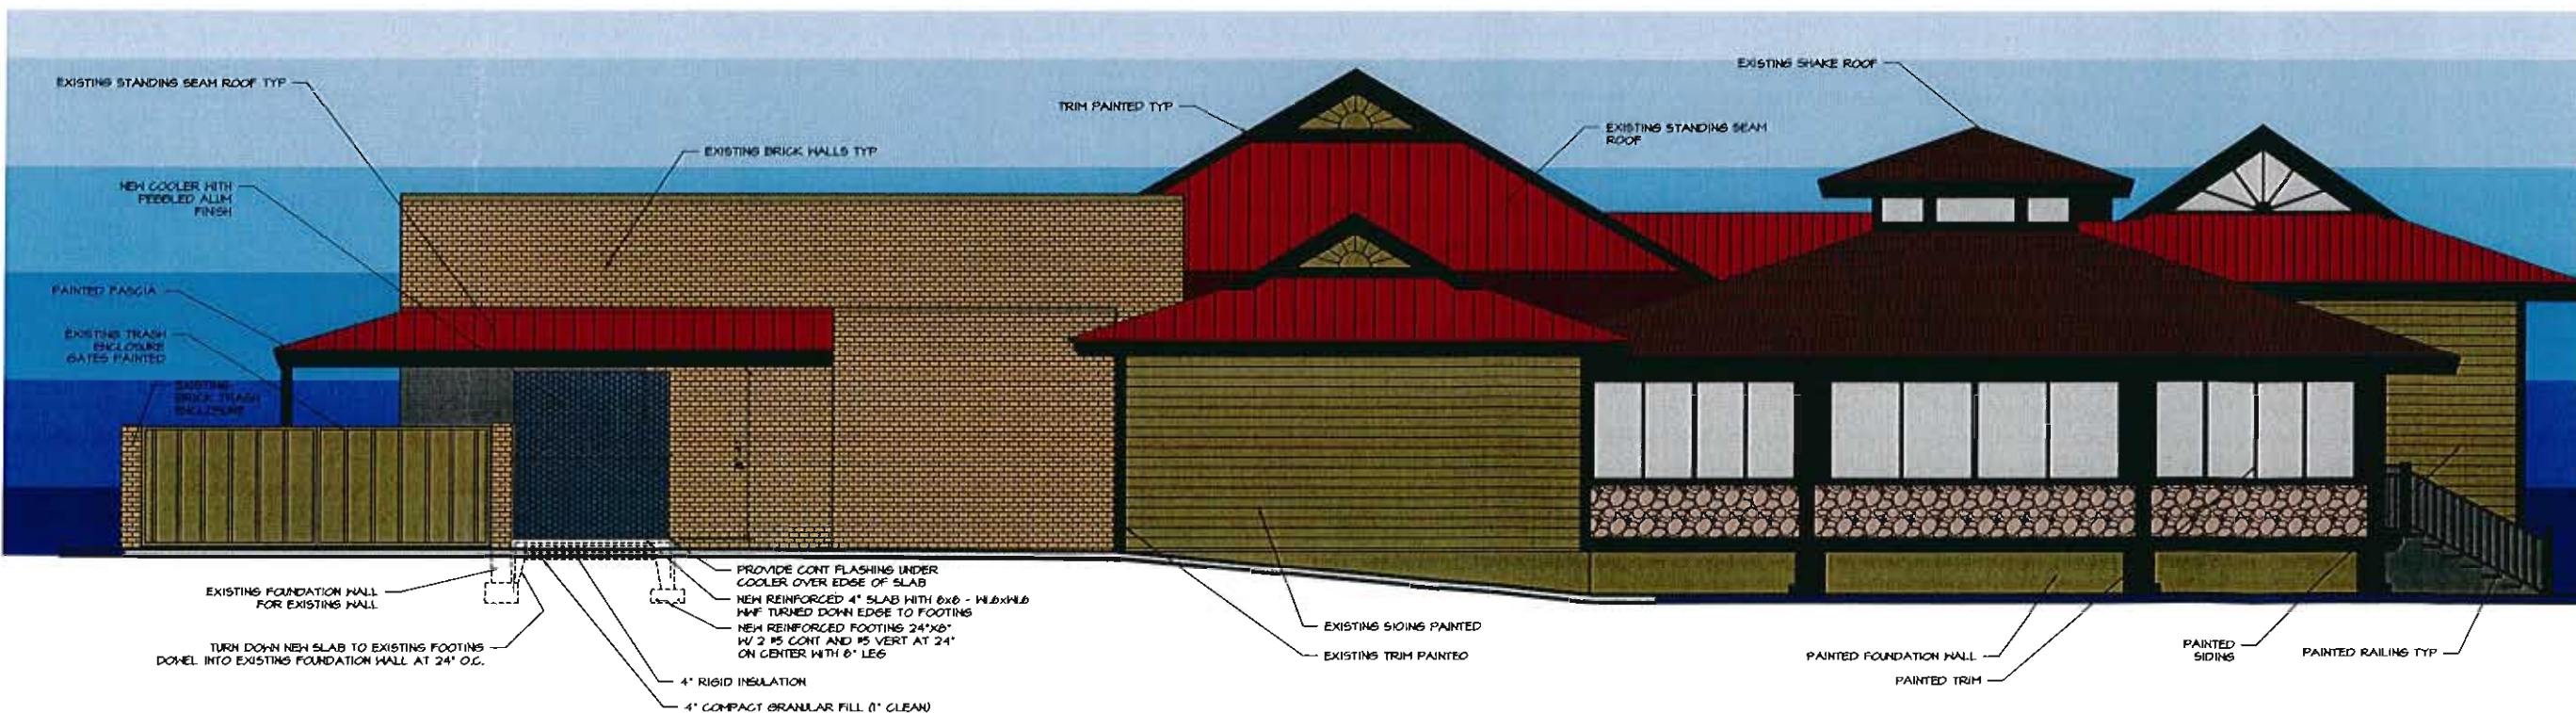 EXISTING STANDING SEAM ROOF TYP
EXISTING SHAKE ROOF
TRIM PAINTED TYP
EXISTING STANDING SEAM
ROOF
EXISTING BRICK WALLS TYP
NEW COOLER WITH
PEBBLED ALUM
FINISH
PAINTED FASCIA
EXISTING TRASH
ENCLOSURE
GATES PAINTED
EXISTING
BRICK TRASH
ENCLOSURE
EXISTING FOUNDATION WALL
FOR EXISTING WALL
TURN DOWN NEW SLAB TO EXISTING FOOTING
DOWEL INTO EXISTING FOUNDATION WALL AT 24" O.C.
PROVIDE CONT FLASHING UNDER
COOLER OVER EDGE OF SLAB
NEW REINFORCED 4" SLAB WITH 6x6 -
WWF TURNED DOWN EDGE TO FOOTING
NEW REINFORCED FOOTING 24"X8"
W/ 2 #5 CONT AND #5 VERT AT 24"
ON CENTER WITH 6" LEG
4" RIGID INSULATION
4" COMPACT GRANULAR FILL (1" CLEAN)
EXISTING SIDING PAINTED
EXISTING TRIM PAINTED
PAINTED FOUNDATION WALL
PAINTED TRIM
PAINTED
SIDING
PAINTED RAILING TYP